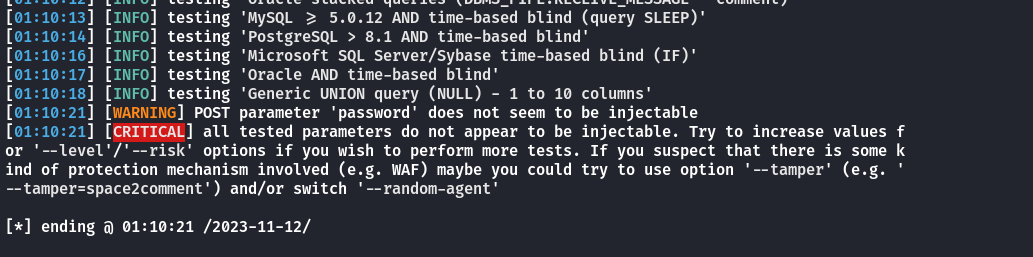 [01:10:12] [INFO] testing 'Oracle stacked queries (DBMS_PIPE.RECEIVE_MESSAGE - comment)'
[01:10:13] [INFO] testing 'MySQL >= 5.0.12 AND time-based blind (query SLEEP)'
[01:10:14] [INFO] testing 'PostgreSQL > 8.1 AND time-based blind'
[01:10:16] [INFO] testing 'Microsoft SQL Server/Sybase time-based blind (IF)'
[01:10:17] [INFO] testing 'Oracle AND time-based blind'
[01:10:18] [INFO] testing 'Generic UNION query (NULL) - 1 to 10 columns'
[01:10:21] [WARNING] POST parameter 'password' does not seem to be injectable
[01:10:21] [CRITICAL] all tested parameters do not appear to be injectable. Try to increase values f
or '--level'/'--risk' options if you wish to perform more tests. If you suspect that there is some k
ind of protection mechanism involved (e.g. WAF) maybe you could try to use option '--tamper' (e.g. '
--tamper=space2comment') and/or switch '--random-agent'
[*] ending @ 01:10:21 /2023-11-12/